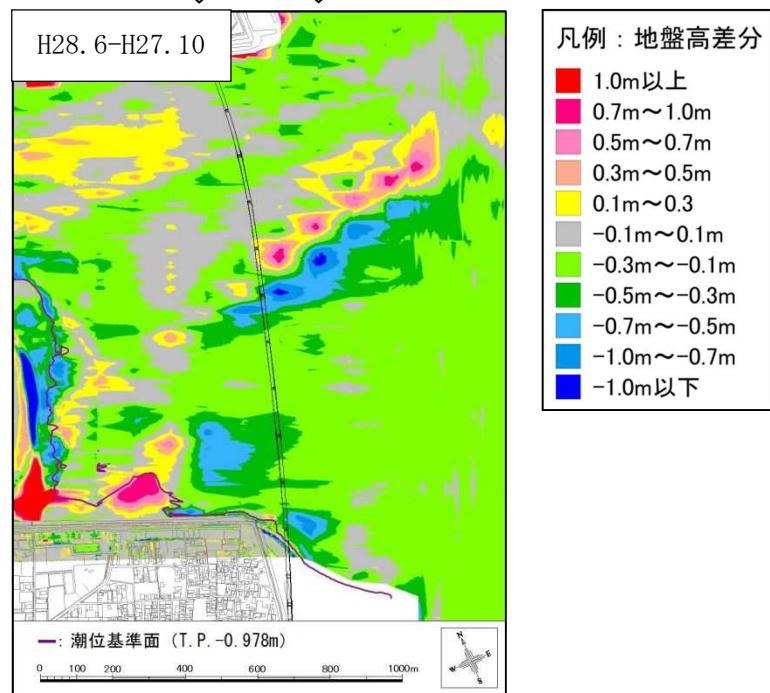 H28.6-H27.10
凡例：地盤高差分
1.0m以上
0.7m～1.0m
0.5m～0.7m
0.3m～0.5m
0.1m～0.3
-0.1m～0.1m
-0.3m～-0.1m
-0.5m～-0.3m
-0.7m～-0.5m
-1.0m～-0.7m
-1.0m以下
━: 潮位基準面 (T.P.-0.978m)
0 100 200 400 600 800 1000m
N
W E
S